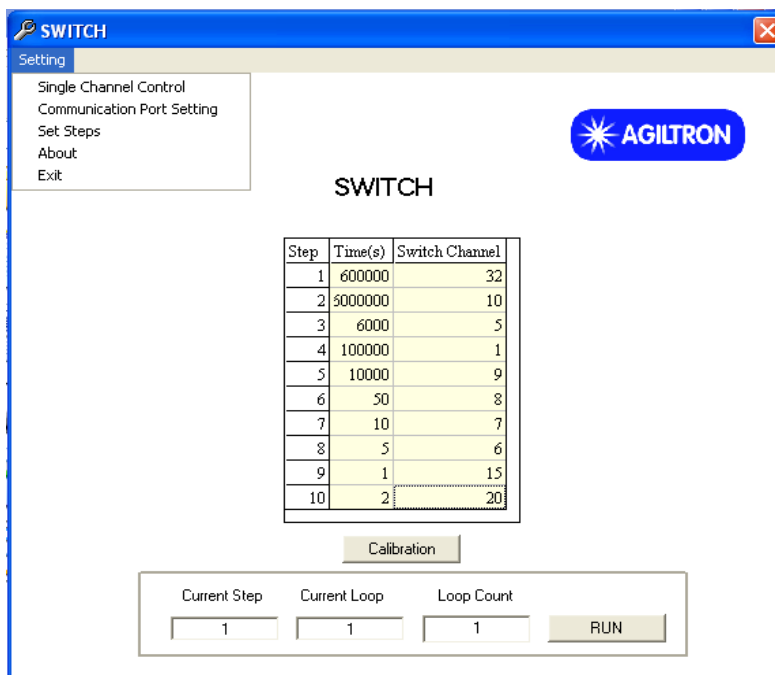 SWITCH
Setting
Single Channel Control
Communication Port Setting
Set Steps
About
Exit
AGILTRON
SWITCH
Step Time(s) Switch Channel
1 600000 32
2 6000000 10
3 6000 5
4 100000 1
5 10000 9
6 50 8
7 10 7
8 5 6
9 1 15
10 2 20
Calibration
Current Step Current Loop Loop Count
1 1 1 RUN